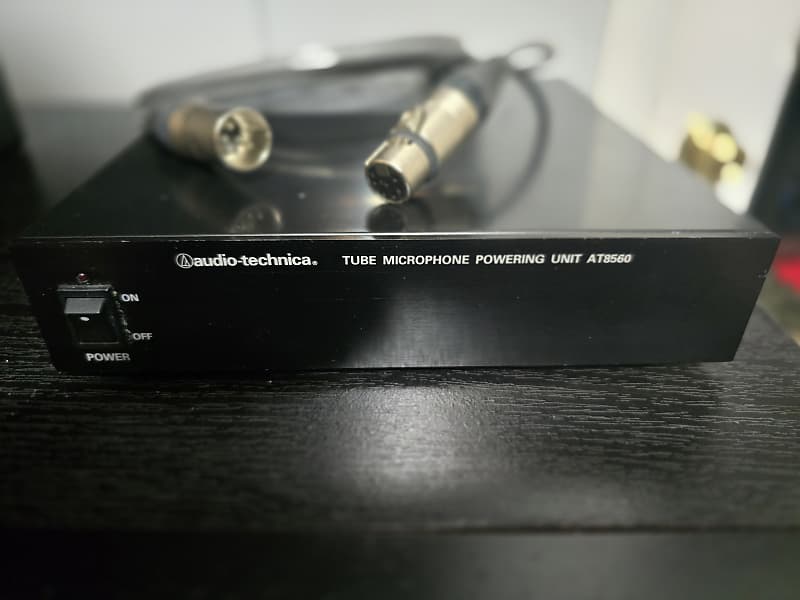 audio-technica®
TUBE MICROPHONE POWERING UNIT AT8560
ON
OFF
POWER